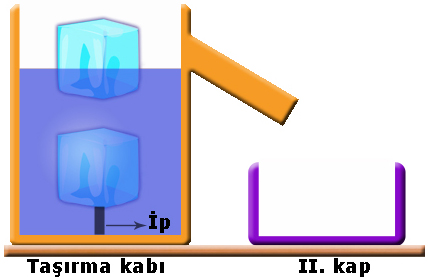 İp
Taşırma kabı
II. kap